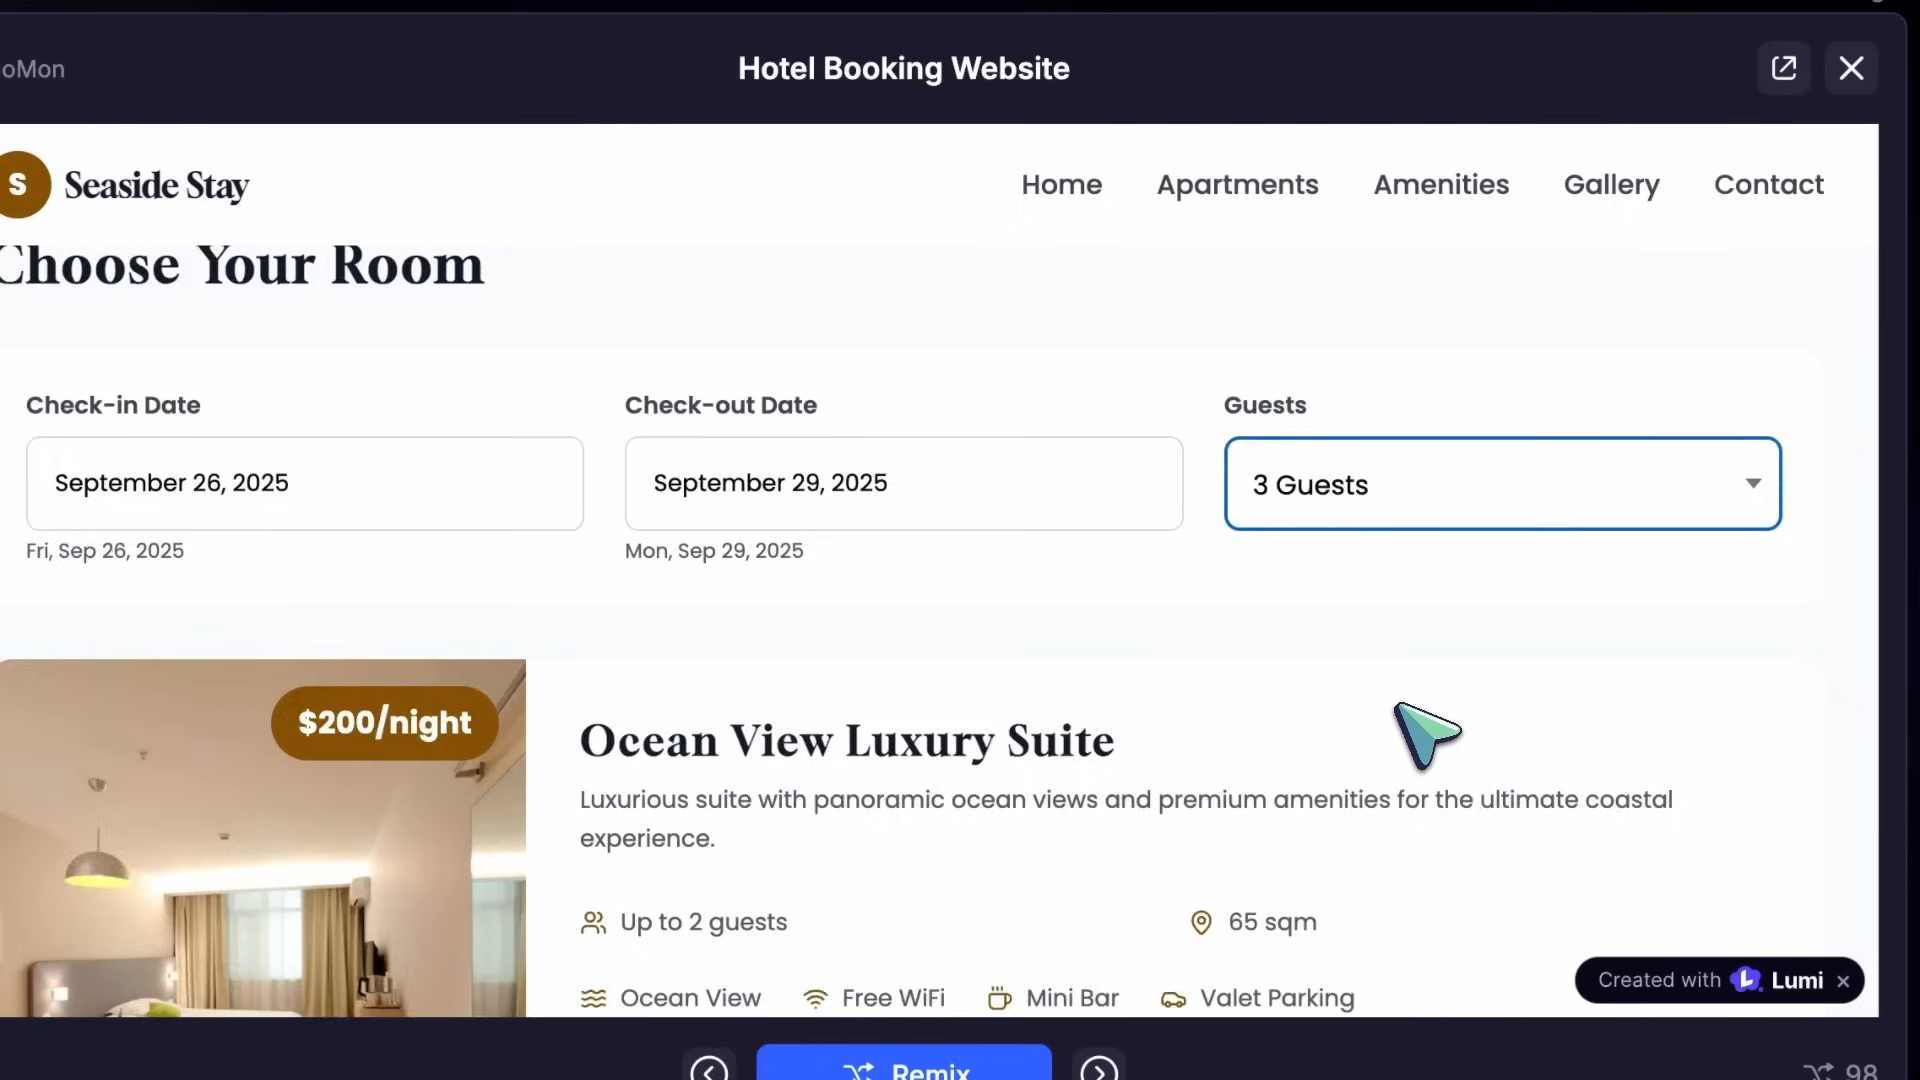 oMon
Hotel Booking Website
S Seaside Stay
Home Apartments Amenities Gallery Contact
Choose Your Room
Check-in Date
September 26, 2025
Fri, Sep 26, 2025
Check-out Date
September 29, 2025
Mon, Sep 29, 2025
Guests
3 Guests
$200/night
Ocean View Luxury Suite
Luxurious suite with panoramic ocean views and premium amenities for the ultimate coastal
experience.
Up to 2 guests
65 sqm
Ocean View Free WiFi Mini Bar Valet Parking
Created with Lumi
Remix
98